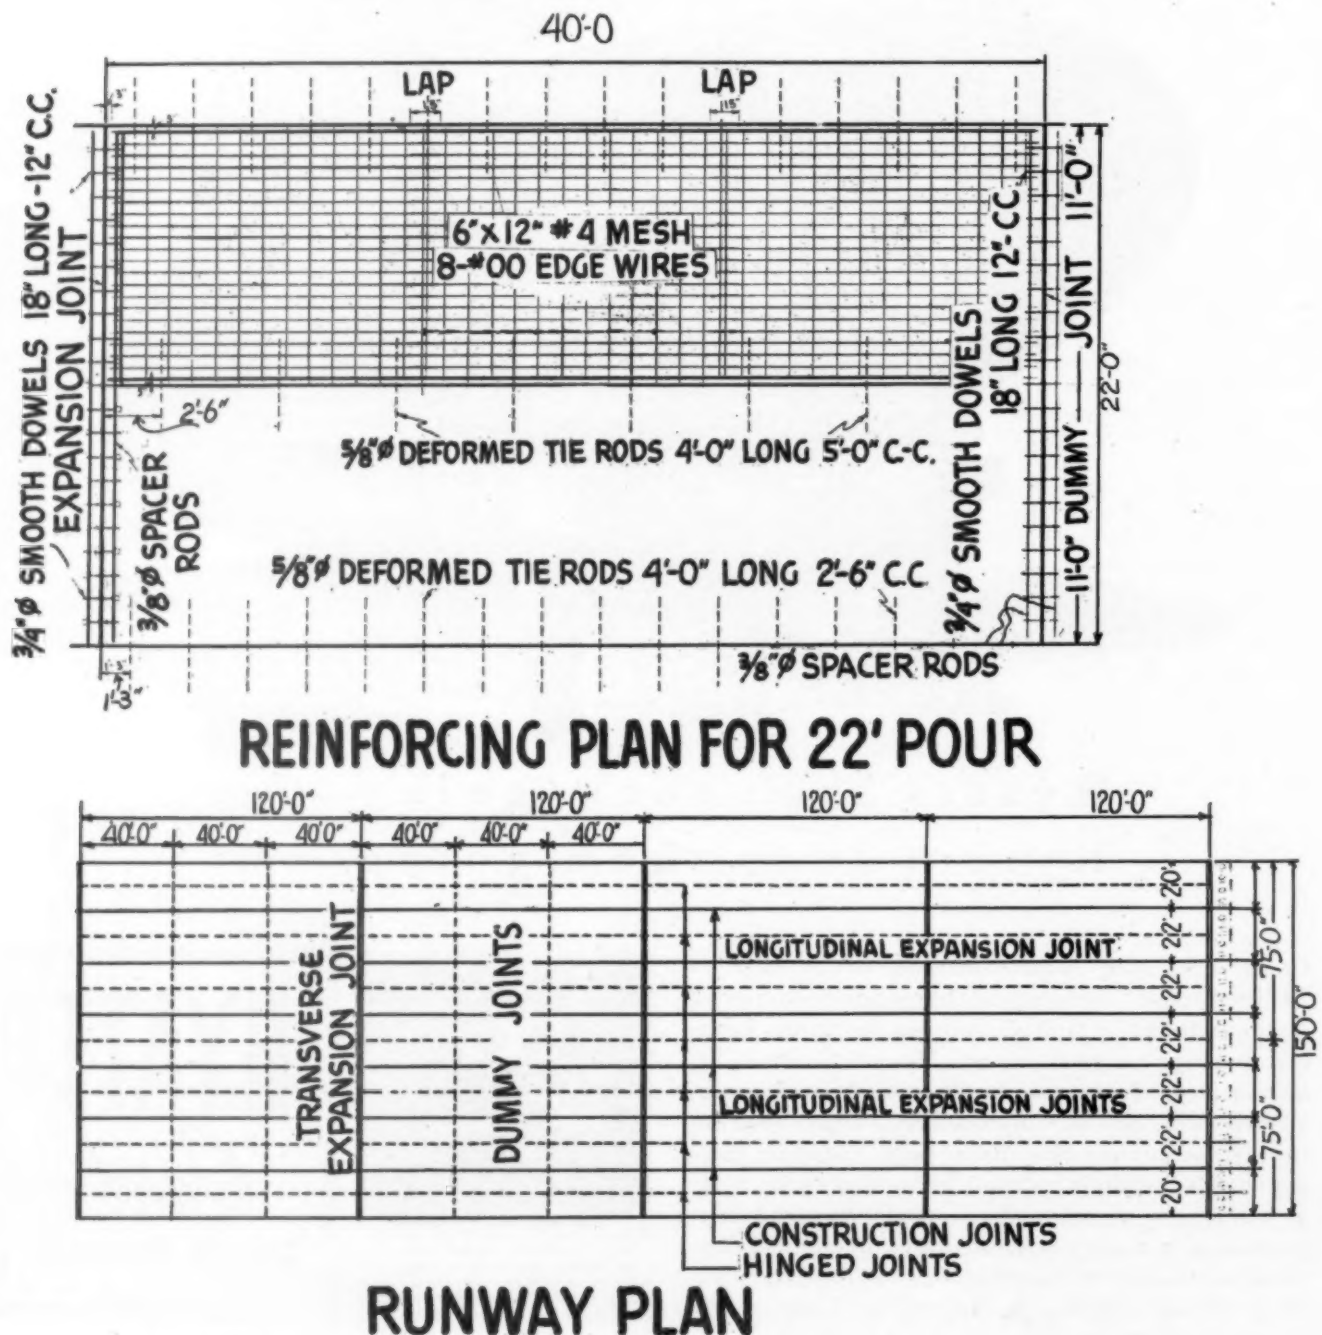 40'-0
LAP
LAP
15"
15"
3/4"Ø SMOOTH DOWELS 18" LONG-12" C.C.
EXPANSION JOINT
6" X 12" #4 MESH
8-#00 EDGE WIRES
3/4"Ø SMOOTH DOWELS
18" LONG 12"-CC.
11'-0" DUMMY JOINT 11'-0"
22'-0"
2'-6"
3/8"Ø SPACER
RODS
5/8"Ø DEFORMED TIE RODS 4'-0" LONG 5'-0" C.-C.
5/8"Ø DEFORMED TIE RODS 4'-0" LONG 2'-6" C.C
3/8"Ø SPACER RODS
1'-3"
REINFORCING PLAN FOR 22' POUR
120'-0" 120'-0" 120'-0" 120'-0"
40'-0" 40'-0" 40'-0" 40'-0" 40'-0" 40'-0"
TRANSVERSE
EXPANSION JOINT
DUMMY JOINTS
LONGITUDINAL EXPANSION JOINT
LONGITUDINAL EXPANSION JOINTS
20' 22' 22' 22' 22' 22' 20'
75'-0"
75'-0"
150'-0"
CONSTRUCTION JOINTS
HINGED JOINTS
RUNWAY PLAN